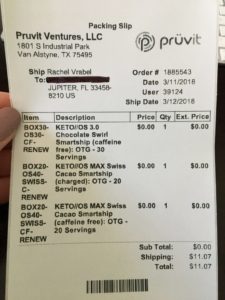 Packing Slip
Pruvit Ventures, LLC
1801 S Industrial Park
Van Alstyne, TX 75495
prüvit
Ship Rachel Vrabel
To:
JUPITER, FL 33458-
8210 US
Order # 1885543
Date 3/11/2018
User 39124
Ship Date 3/12/2018
Item Description Price Qty Ext. Price
BOX30- KETO//OS 3.0 $0.00 1 $0.00
OS30- Chocolate Swirl
CF- Smartship (caffeine
RENEW free): OTG - 30
Servings
BOX20- KETO//OS MAX Swiss $0.00 1 $0.00
OS40- Cacao Smartship
SWISS- (charged): OTG - 20
C- Servings
RENEW
BOX20- KETO//OS MAX Swiss $0.00 1 $0.00
OS40- Cacao Smartship
SWISS- (caffeine free): OTG -
CF- 20 Servings
RENEW
Sub Total: $0.00
Shipping: $11.07
Total: $11.07